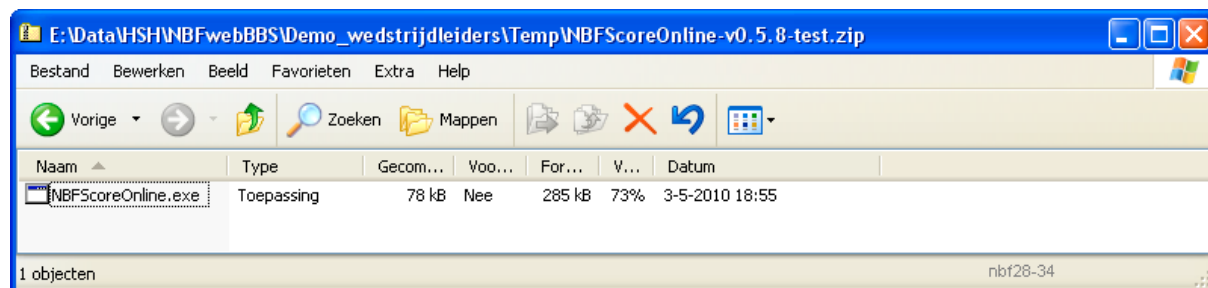 E:\Data\HSH\NBFwebBBS\Demo_wedstrijdleiders\Temp\NBFScoreOnline-v0.5.8-test.zip
Bestand Bewerken Beeld Favorieten Extra Help
Vorige Zoeken Mappen
Naam Type Gecom... Voo... For... V... Datum
NBFScoreOnline.exe Toepassing 78 kB Nee 285 kB 73% 3-5-2010 18:55
1 objecten nbf28-34